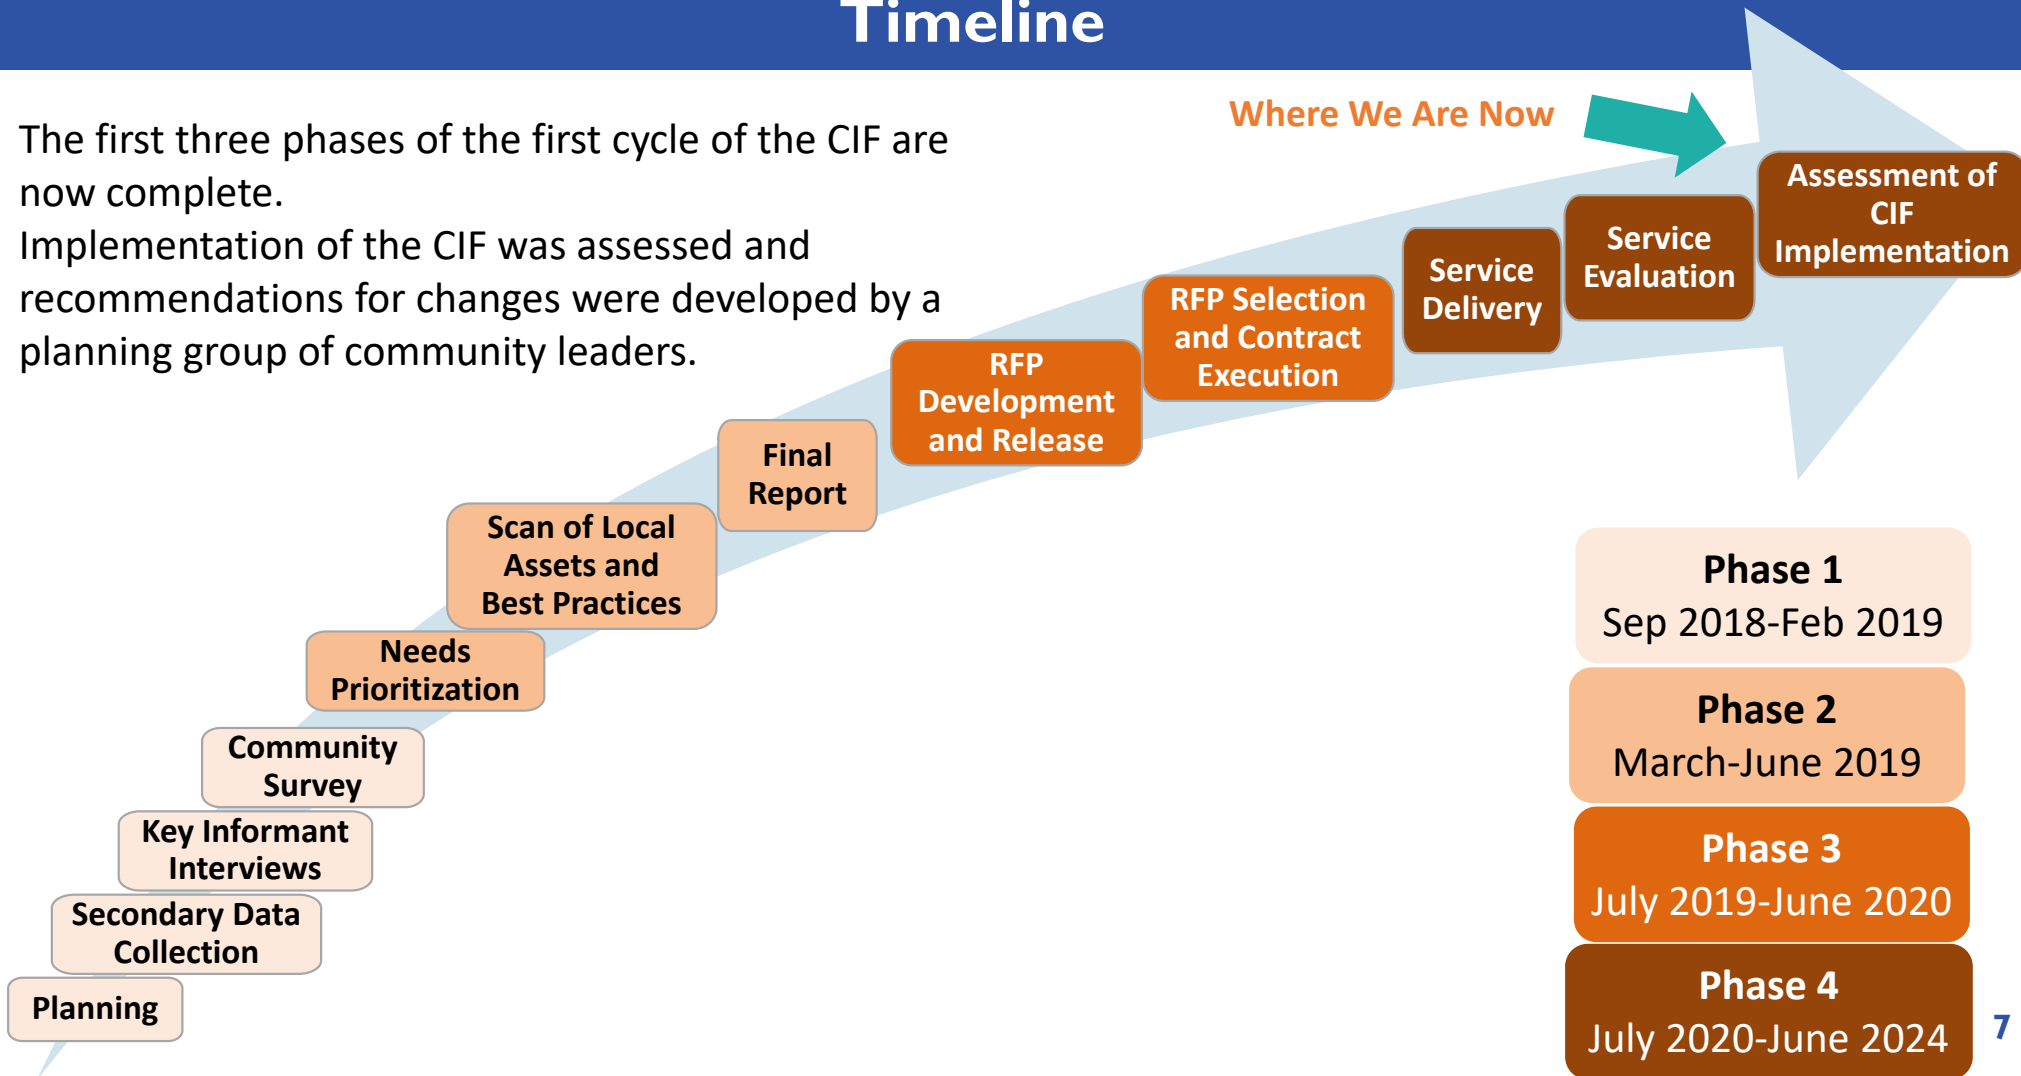 Timeline
The first three phases of the first cycle of the CIF are
now complete.
Implementation of the CIF was assessed and
recommendations for changes were developed by a
planning group of community leaders.
Where We Are Now
Assessment of
CIF
Implementation
Service
Evaluation
Service
Delivery
RFP Selection
and Contract
Execution
RFP
Development
and Release
Final
Report
Scan of Local
Assets and
Best Practices
Needs
Prioritization
Community
Survey
Key Informant
Interviews
Secondary Data
Collection
Planning
Phase 1
Sep 2018-Feb 2019
Phase 2
March-June 2019
Phase 3
July 2019-June 2020
Phase 4
July 2020-June 2024
7